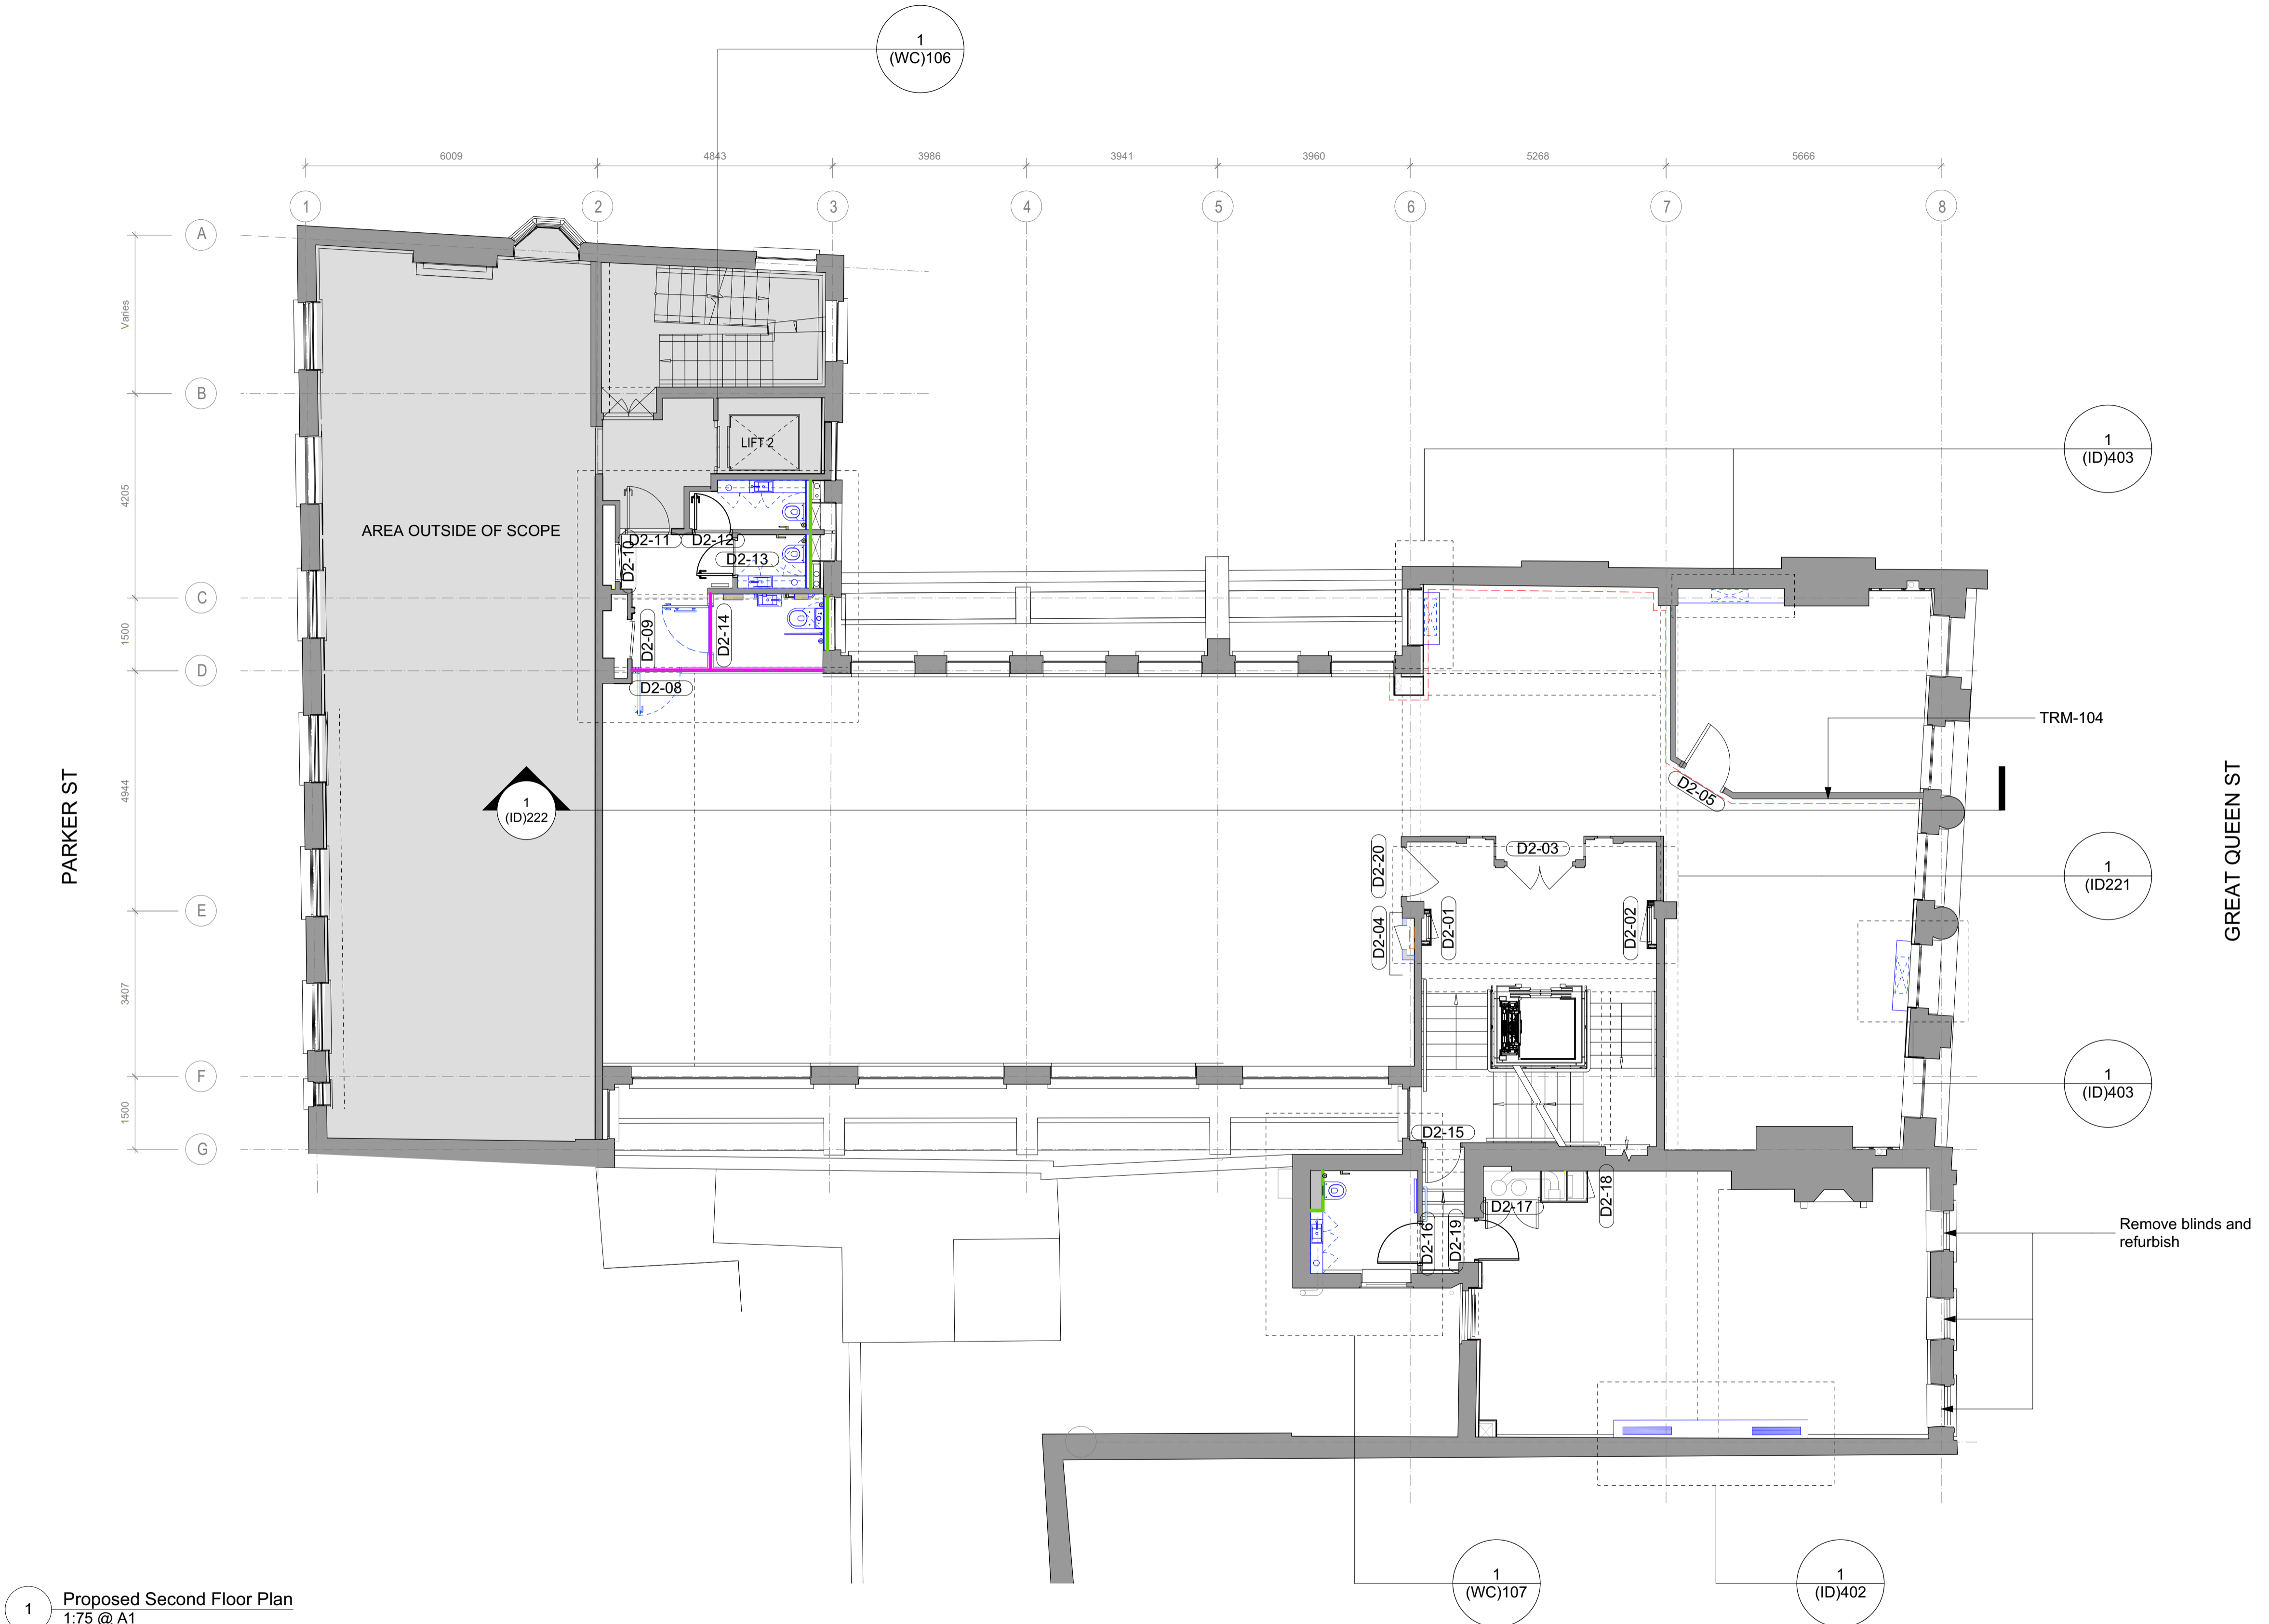 1
(WC)106
6009
4843
3986
3941
3960
5268
5666
1
2
3
4
5
6
7
8
A
Varies
B
LIFT 2
1
(ID)403
4205
AREA OUTSIDE OF SCOPE
D2-11
D2-12
D2-10
D2-13
C
1500
D2-09
D2-14
D
D2-08
TRM-104
D2-05
4944
1
(ID)222
PARKER ST
GREAT QUEEN ST
D2-20
D2-03
1
(ID221
E
D2-04
D2-01
D2-02
3407
F
1
(ID)403
1500
G
D2-15
D2-18
D2-17
D2-16
D2-19
Remove blinds and
refurbish
1
(WC)107
1
(ID)402
1
Proposed Second Floor Plan
1:75 @ A1